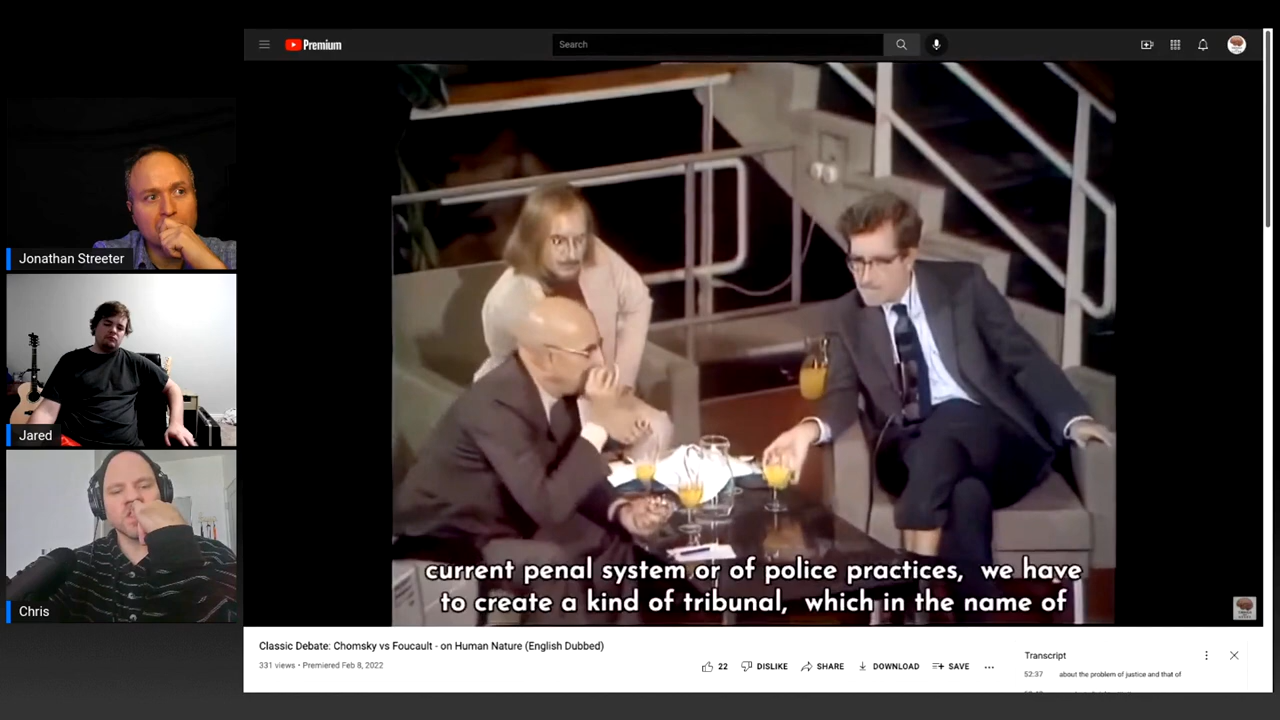 Premium
Search
Jonathan Streeter
Jared
Chris
current penal system or of police practices, we have
to create a kind of tribunal, which in the name of
Classic Debate: Chomsky vs Foucault - on Human Nature (English Dubbed)
331 views • Premiered Feb 8, 2022
22 DISLIKE SHARE DOWNLOAD SAVE
Transcript
52:37 about the problem of justice and that of